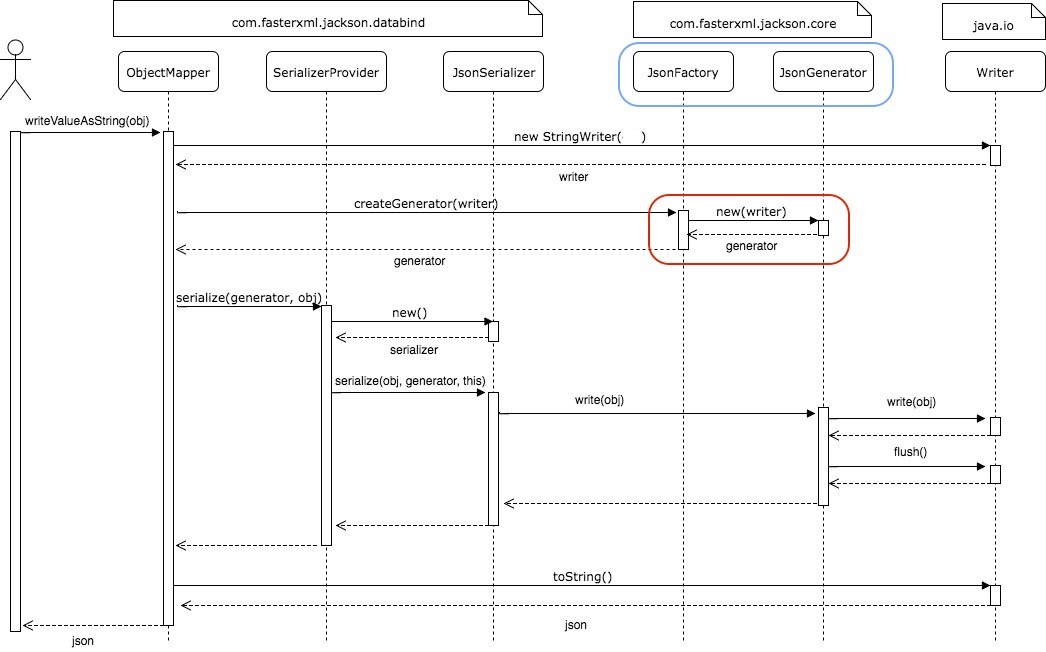 com.fasterxml.jackson.databind
com.fasterxml.jackson.core
java.io
ObjectMapper
SerializerProvider
JsonSerializer
JsonFactory
JsonGenerator
Writer
writeValueAsString(obj)
new StringWriter( )
writer
createGenerator(writer)
new(writer)
generator
generator
serialize(generator, obj)
new()
serializer
serialize(obj, generator, this)
write(obj)
write(obj)
flush()
toString()
json
json